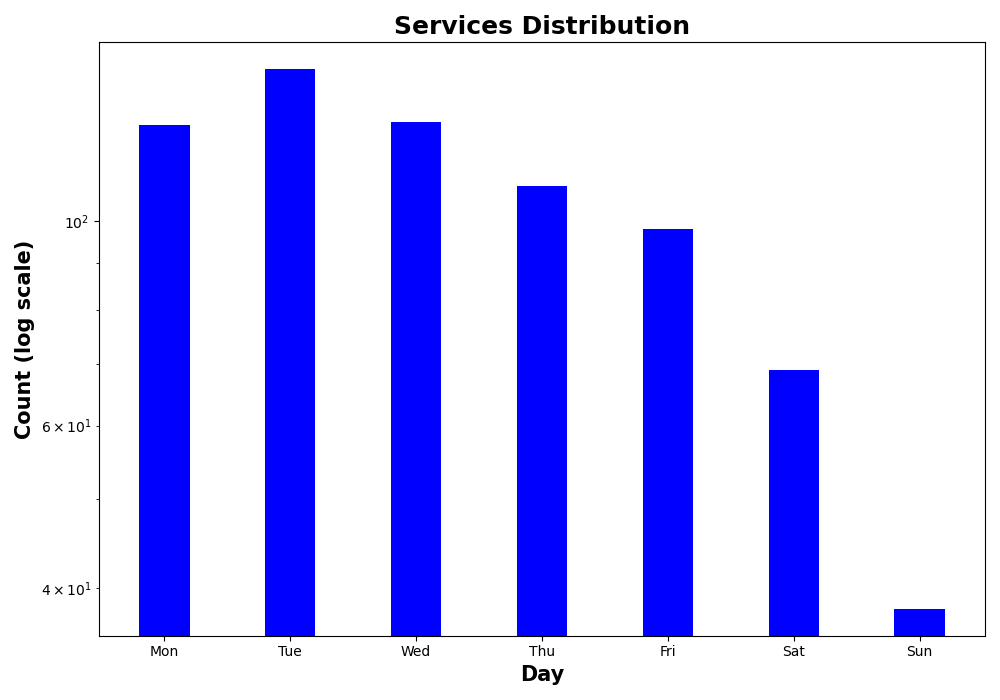 Services Distribution
Count (log scale)
10²
6 × 10¹
4 × 10¹
Mon Tue Wed Thu Fri Sat Sun
Day